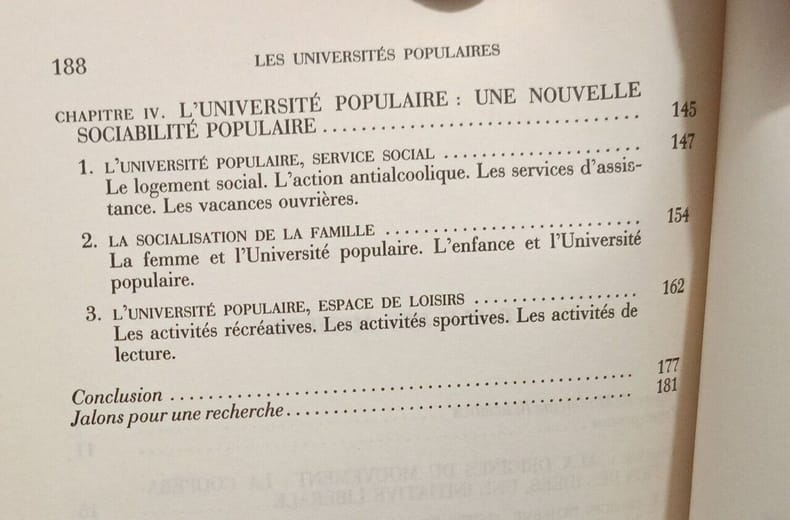 188 LES UNIVERSITÉS POPULAIRES
CHAPITRE IV. L'UNIVERSITÉ POPULAIRE : UNE NOUVELLE
SOCIABILITÉ POPULAIRE .................................. 145
1. L'UNIVERSITÉ POPULAIRE, SERVICE SOCIAL .................... 147
Le logement social. L'action antialcoolique. Les services d'assis-
tance. Les vacances ouvrières.
2. LA SOCIALISATION DE LA FAMILLE .......................... 154
La femme et l'Université populaire. L'enfance et l'Université
populaire.
3. L'UNIVERSITÉ POPULAIRE, ESPACE DE LOISIRS ................. 162
Les activités récréatives. Les activités sportives. Les activités de
lecture.
Conclusion ................................................ 177
Jalons pour une recherche .................................... 181